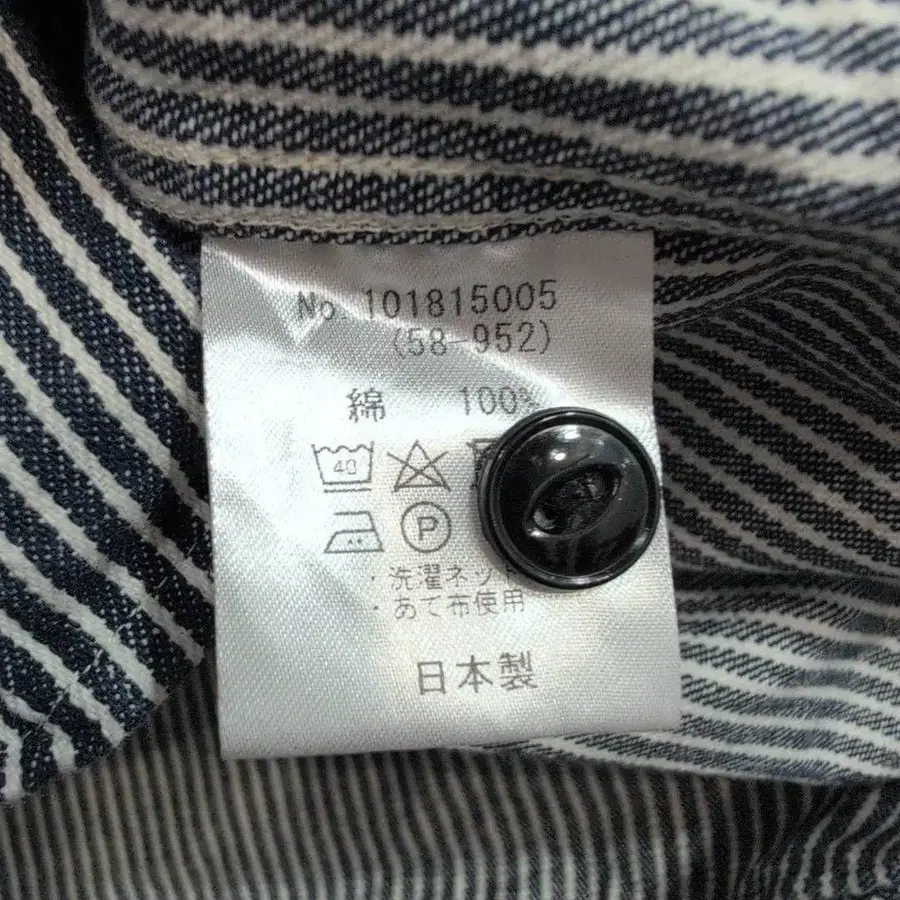 No.101815005
(58-952)
綿 100%
40
P
・洗濯ネット
・あて布使用
日本製